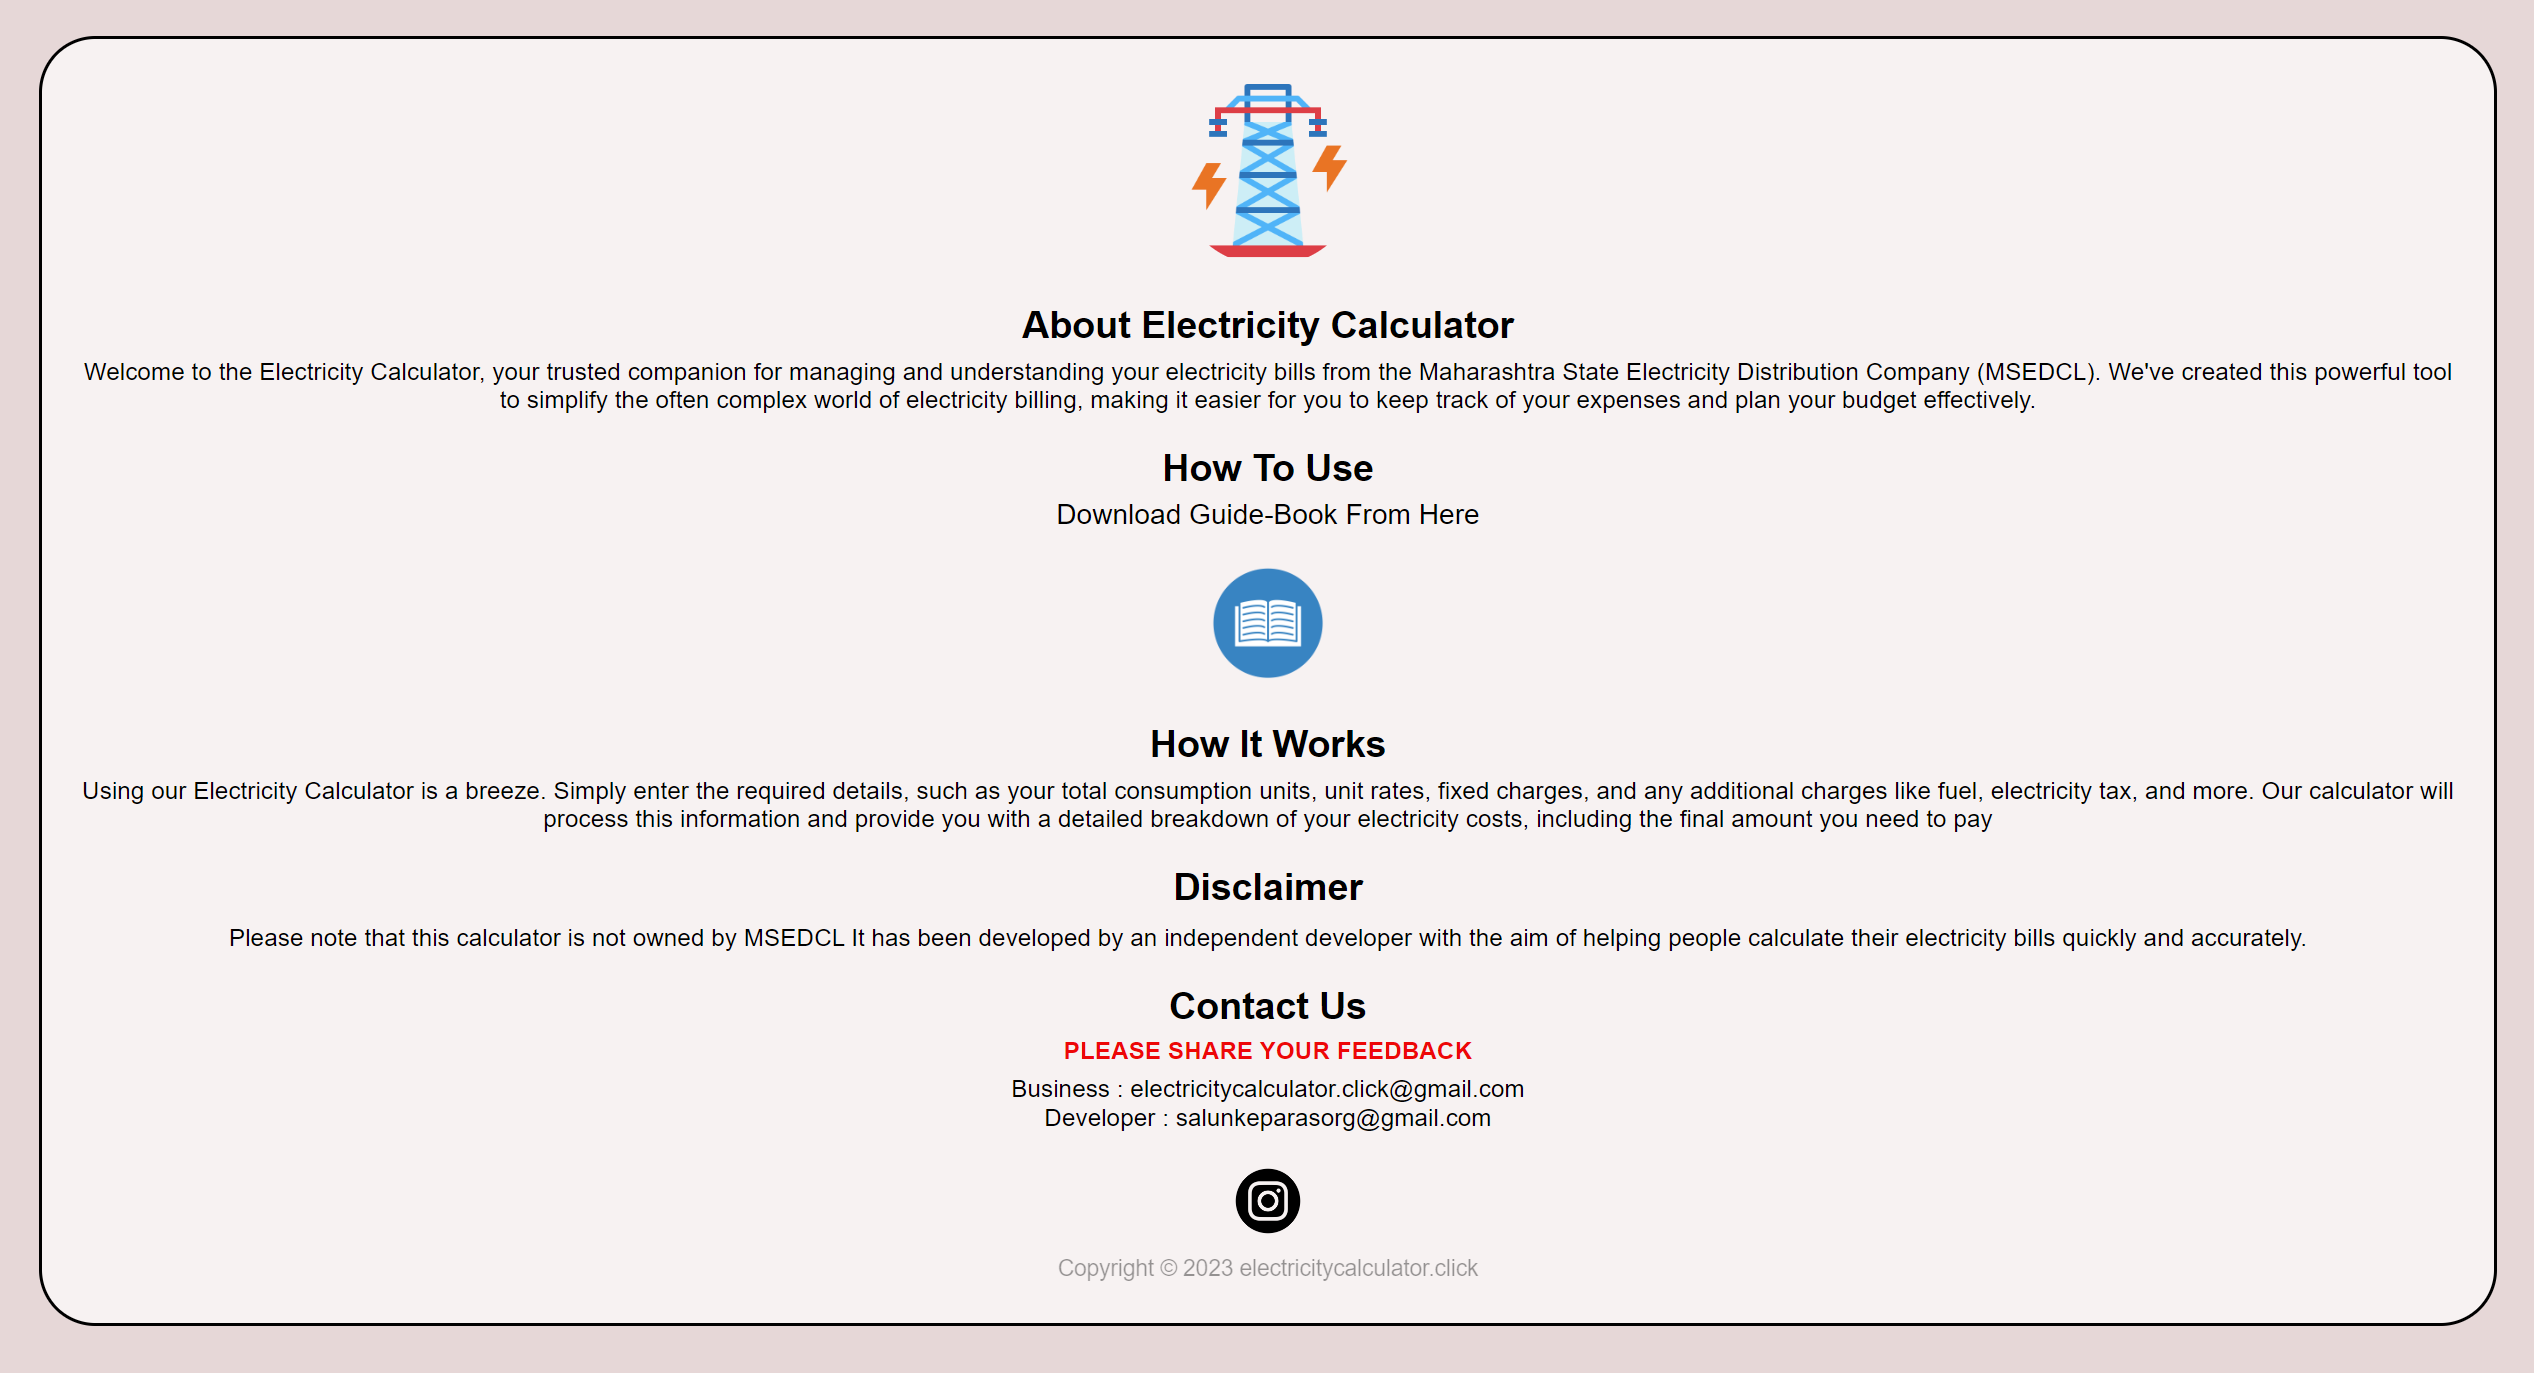 About Electricity Calculator
Welcome to the Electricity Calculator, your trusted companion for managing and understanding your electricity bills from the Maharashtra State Electricity Distribution Company (MSEDCL). We've created this powerful tool
to simplify the often complex world of electricity billing, making it easier for you to keep track of your expenses and plan your budget effectively.
How To Use
Download Guide-Book From Here
How It Works
Using our Electricity Calculator is a breeze. Simply enter the required details, such as your total consumption units, unit rates, fixed charges, and any additional charges like fuel, electricity tax, and more. Our calculator will
process this information and provide you with a detailed breakdown of your electricity costs, including the final amount you need to pay
Disclaimer
Please note that this calculator is not owned by MSEDCL It has been developed by an independent developer with the aim of helping people calculate their electricity bills quickly and accurately.
Contact Us
PLEASE SHARE YOUR FEEDBACK
Business : electricitycalculator.click@gmail.com
Developer : salunkeparasorg@gmail.com
Copyright © 2023 electricitycalculator.click